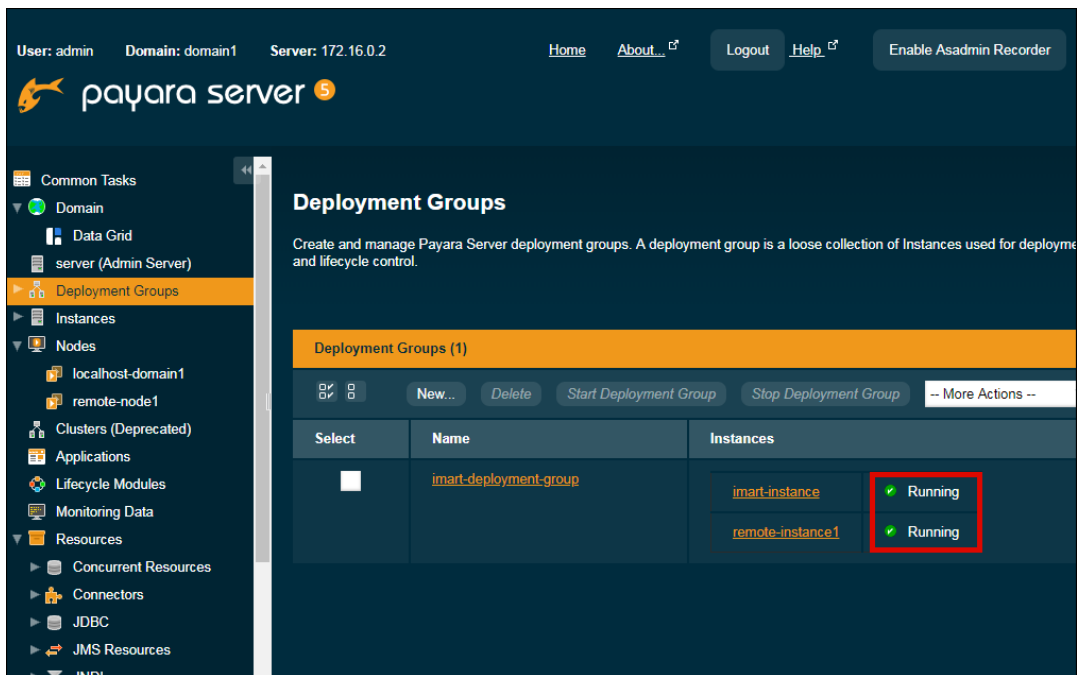 User: admin Domain: domain1 Server: 172.16.0.2 Home About... Logout Help Enable Asadmin Recorder
payara server 5
Common Tasks
Domain
Data Grid
server (Admin Server)
Deployment Groups
Instances
Nodes
localhost-domain1
remote-node1
Clusters (Deprecated)
Applications
Lifecycle Modules
Monitoring Data
Resources
Concurrent Resources
Connectors
JDBC
JMS Resources
Deployment Groups
Create and manage Payara Server deployment groups. A deployment group is a loose collection of Instances used for deployme
and lifecycle control.
Deployment Groups (1)
New... Delete Start Deployment Group Stop Deployment Group -- More Actions --
Select Name Instances
imart-deployment-group
imart-instance Running
remote-instance1 Running